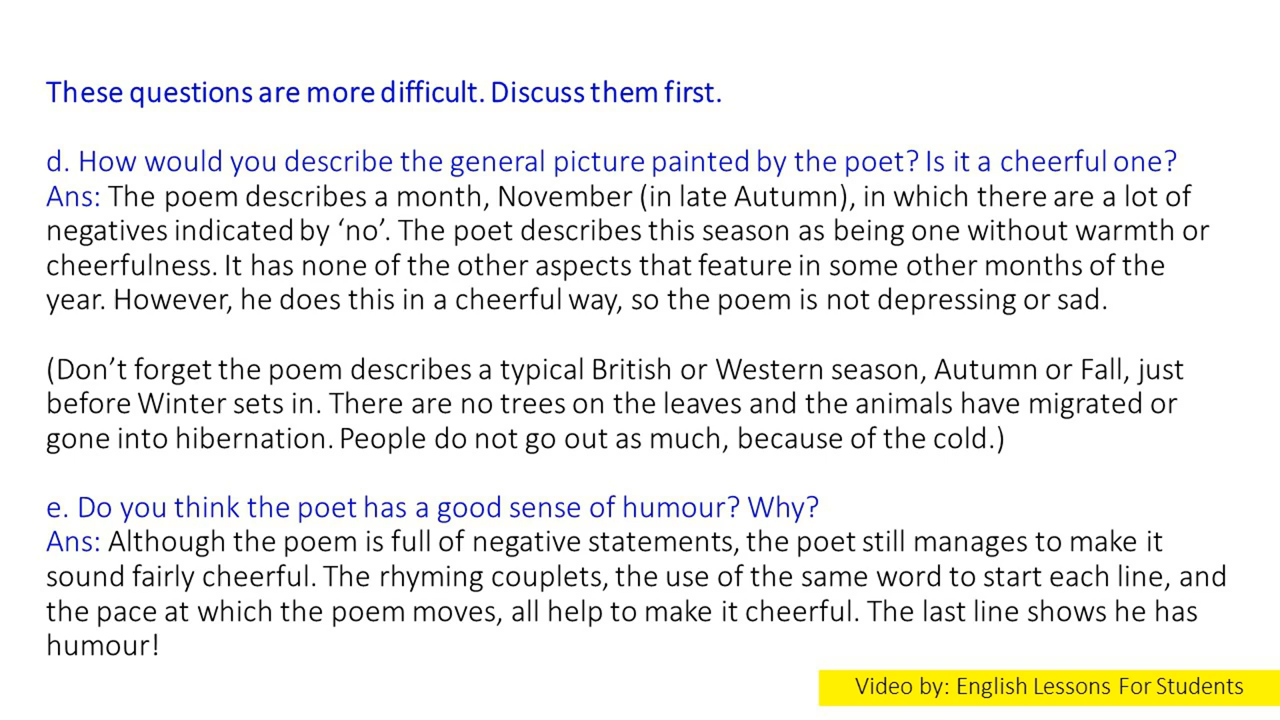 These questions are more difficult. Discuss them first.
d. How would you describe the general picture painted by the poet? Is it a cheerful one?
Ans: The poem describes a month, November (in late Autumn), in which there are a lot of
negatives indicated by ‘no’. The poet describes this season as being one without warmth or
cheerfulness. It has none of the other aspects that feature in some other months of the
year. However, he does this in a cheerful way, so the poem is not depressing or sad.
(Don’t forget the poem describes a typical British or Western season, Autumn or Fall, just
before Winter sets in. There are no trees on the leaves and the animals have migrated or
gone into hibernation. People do not go out as much, because of the cold.)
e. Do you think the poet has a good sense of humour? Why?
Ans: Although the poem is full of negative statements, the poet still manages to make it
sound fairly cheerful. The rhyming couplets, the use of the same word to start each line, and
the pace at which the poem moves, all help to make it cheerful. The last line shows he has
humour!
Video by: English Lessons For Students